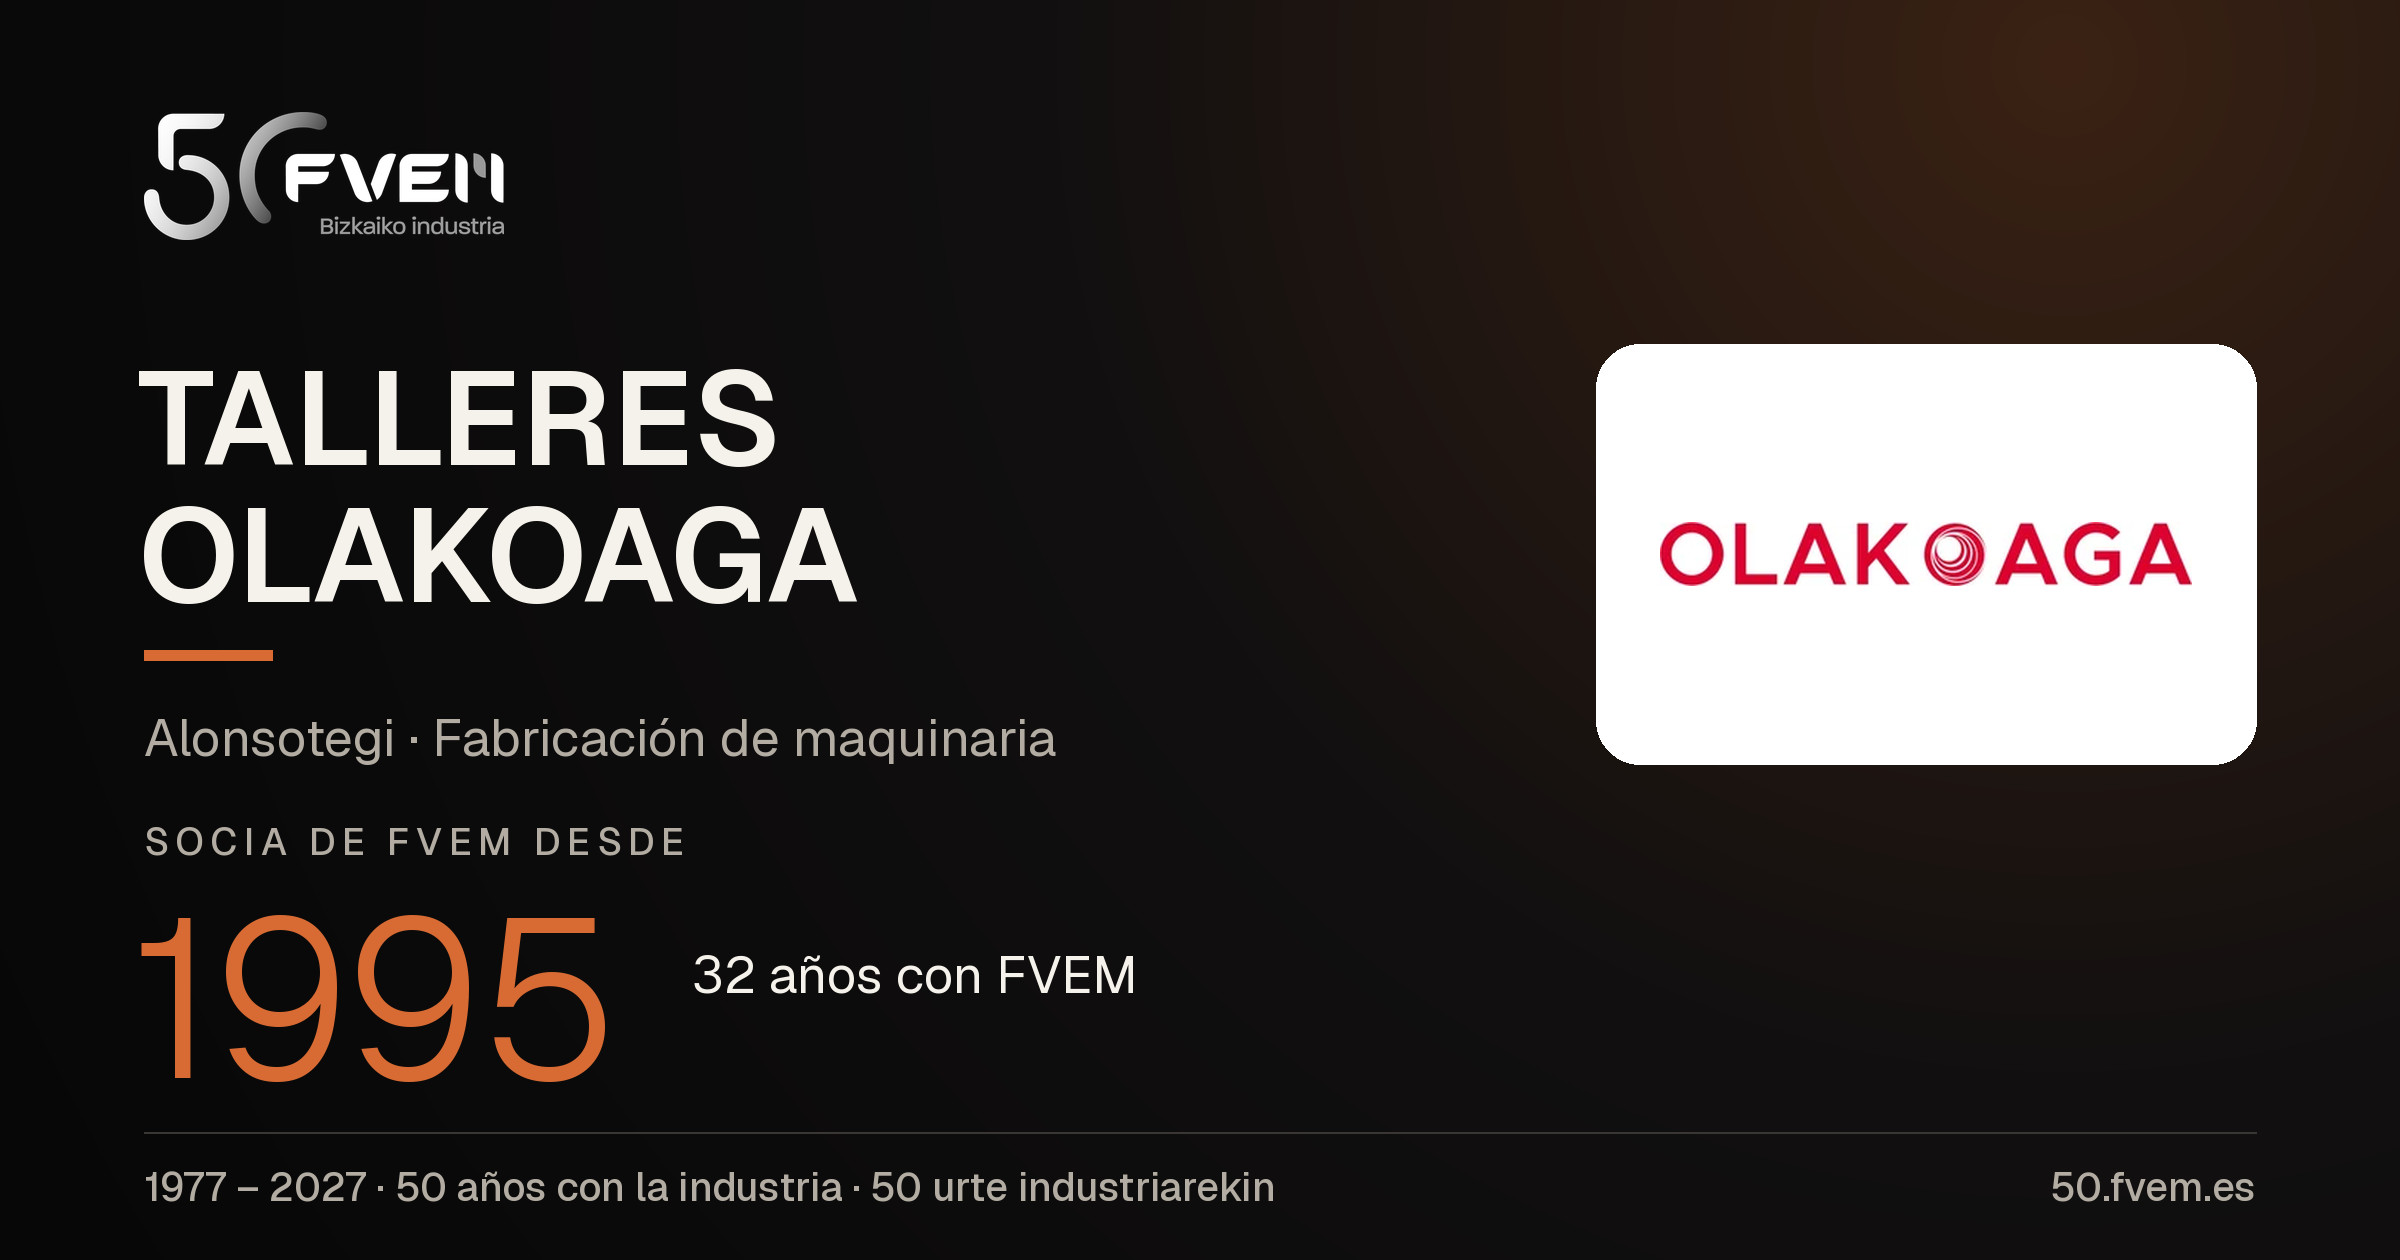 50 FVEM
Bizkaiko industria
TALLERES
OLAKOAGA
OLAKOAGA
Alonsotegi · Fabricación de maquinaria
SOCIA DE FVEM DESDE
1995
32 años con FVEM
1977 – 2027 · 50 años con la industria · 50 urte industriarekin
50.fvem.es